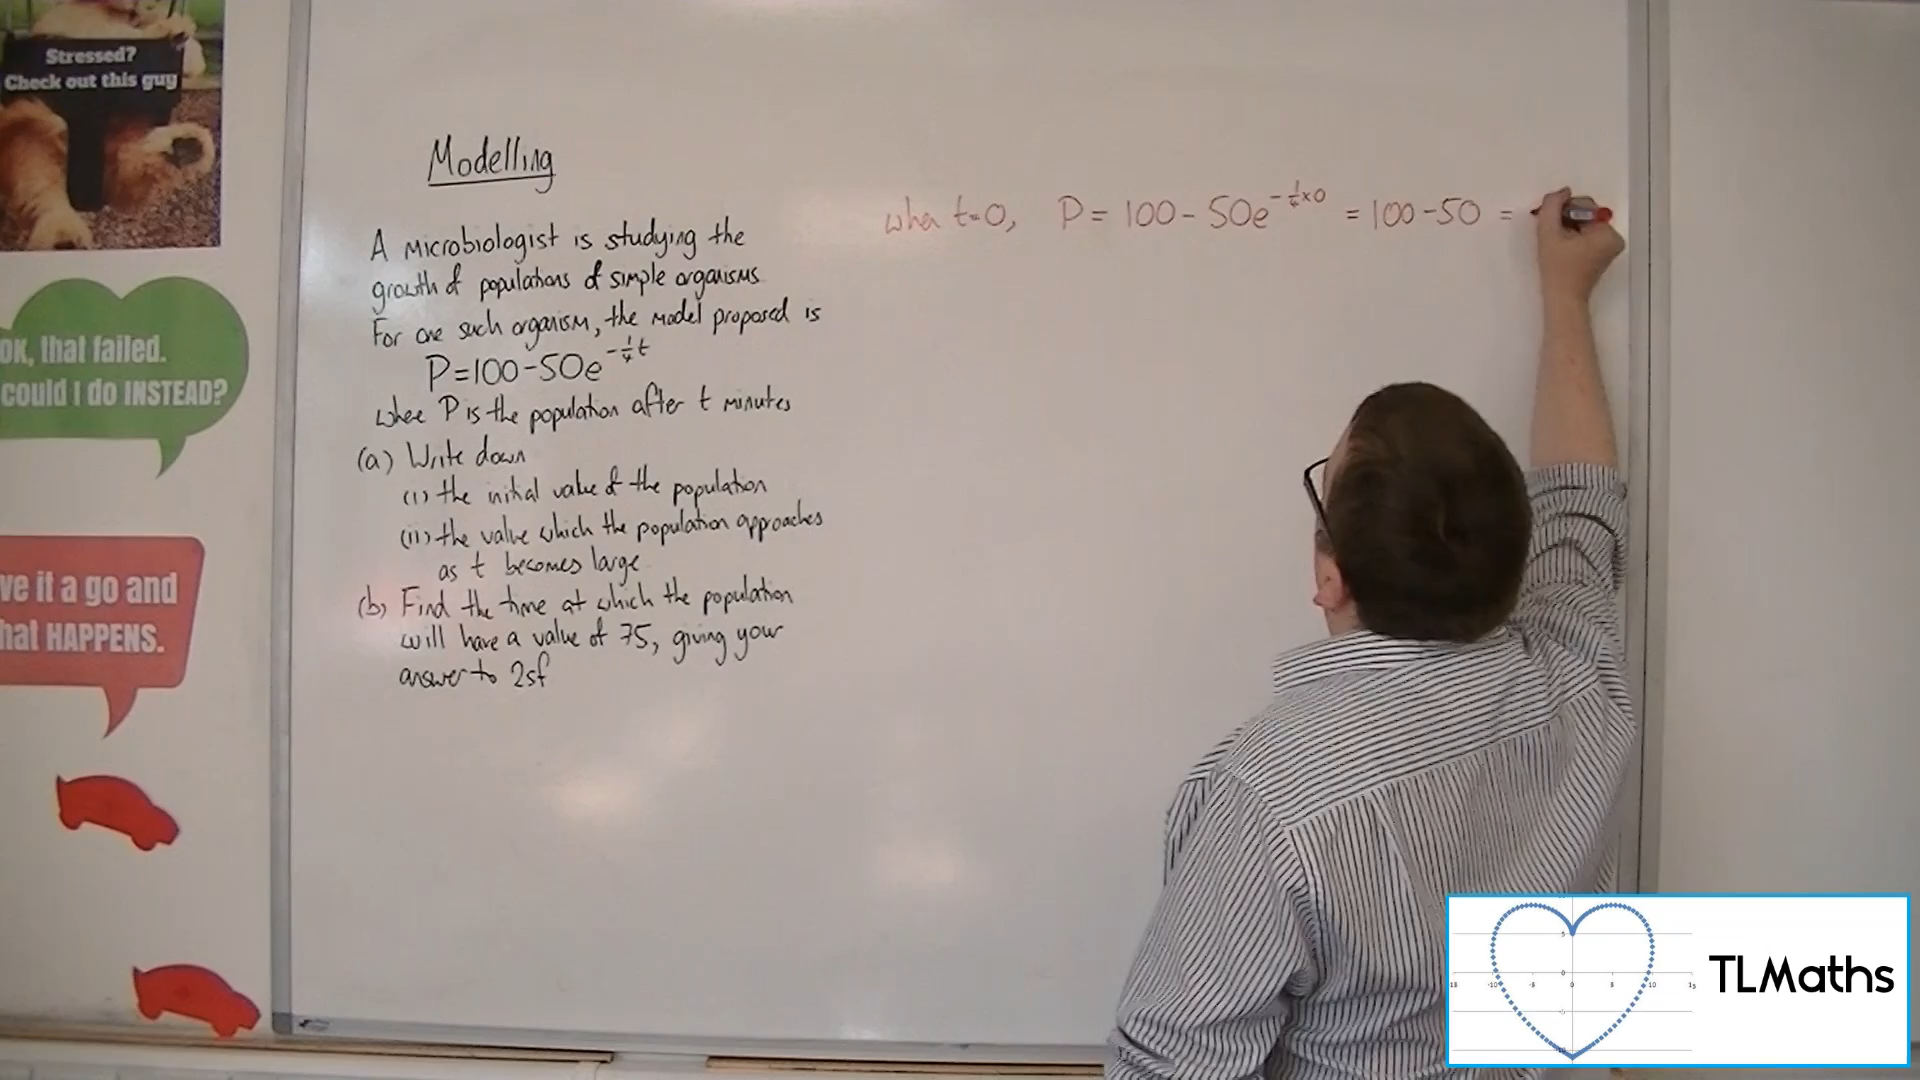 Stressed?
Check out this guy
OK, that failed.
could I do INSTEAD?
ve it a go and
hat HAPPENS.
Modelling
A microbiologist is studying the
growth of populations of simple organisms
For one such organism, the model proposed is
P=100-50e^{-\frac{1}{4}t}
where P is the population after t minutes
(a) Write down
(i) the initial value of the population
(ii) the value which the population approaches
as t becomes large
(b) Find the time at which the population
will have a value of 75, giving your
answer to 2sf
when t=0, P = 100 - 50e^{-\frac{1}{4}×0} = 100 - 50 =
TLMaths